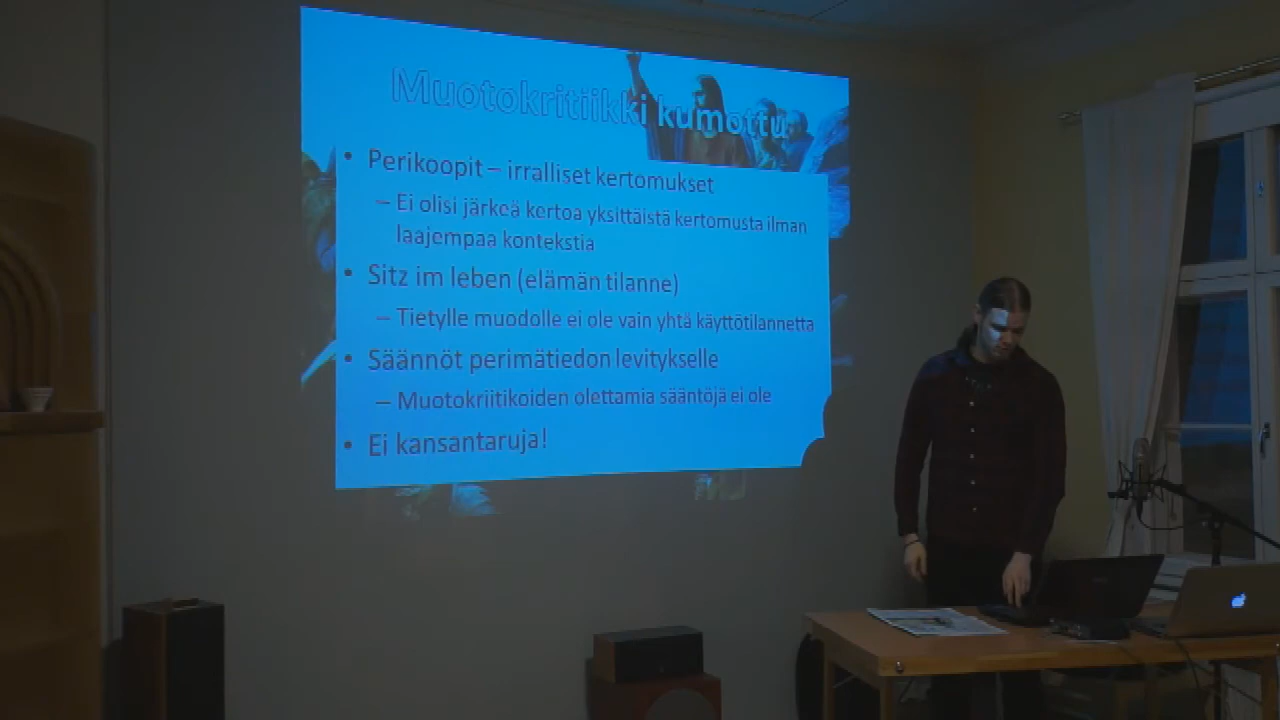 Muotokritiikki kumottu
• Perikoopit – irralliset kertomukset
– Ei olisi järkeä kertoa yksittäistä kertomusta ilman
laajempaa kontekstia
• Sitz im leben (elämän tilanne)
– Tietylle muodolle ei ole vain yhtä käyttötilannetta
• Säännöt perimätiedon levitykselle
– Muotokriitikoiden olettamia sääntöjä ei ole
• Ei kansantaruja!